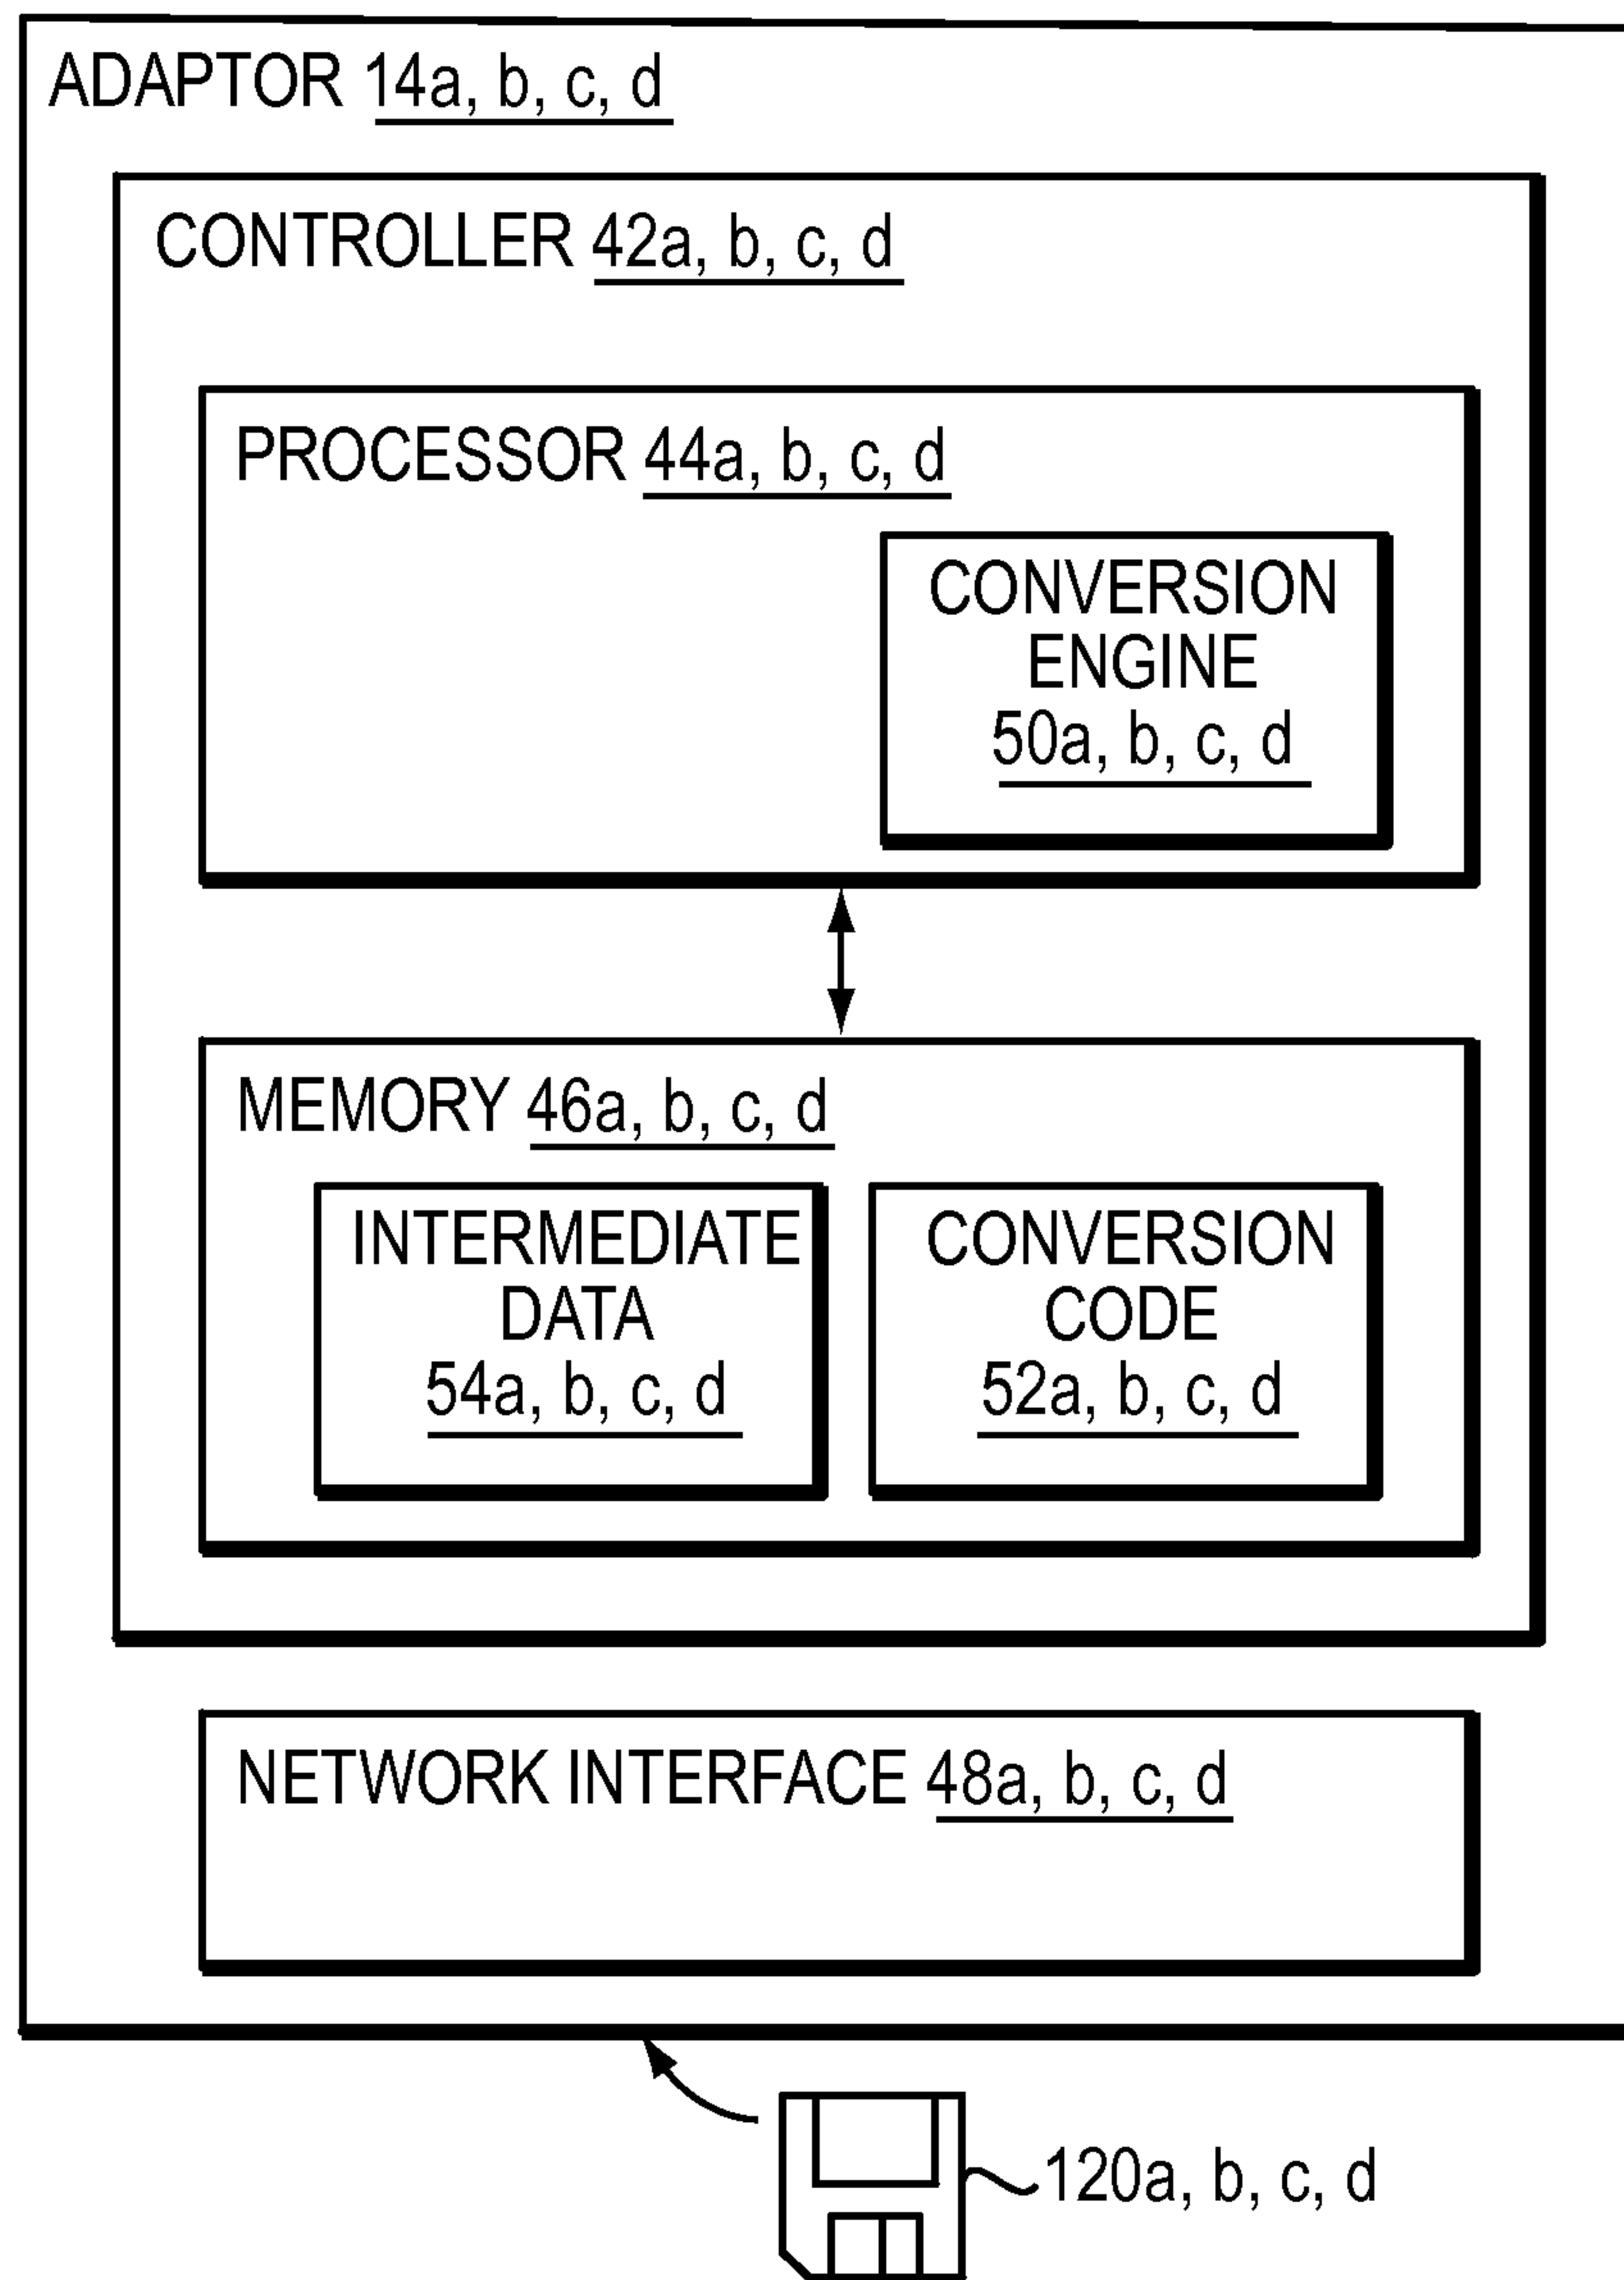 ADAPTOR 14a, b, c, d
CONTROLLER 42a, b, c, d
PROCESSOR 44a, b, c, d
CONVERSION
ENGINE
50a, b, c, d
MEMORY 46a, b, c, d
INTERMEDIATE
DATA
54a, b, c, d
CONVERSION
CODE
52a, b, c, d
NETWORK INTERFACE 48a, b, c, d
120a, b, c, d